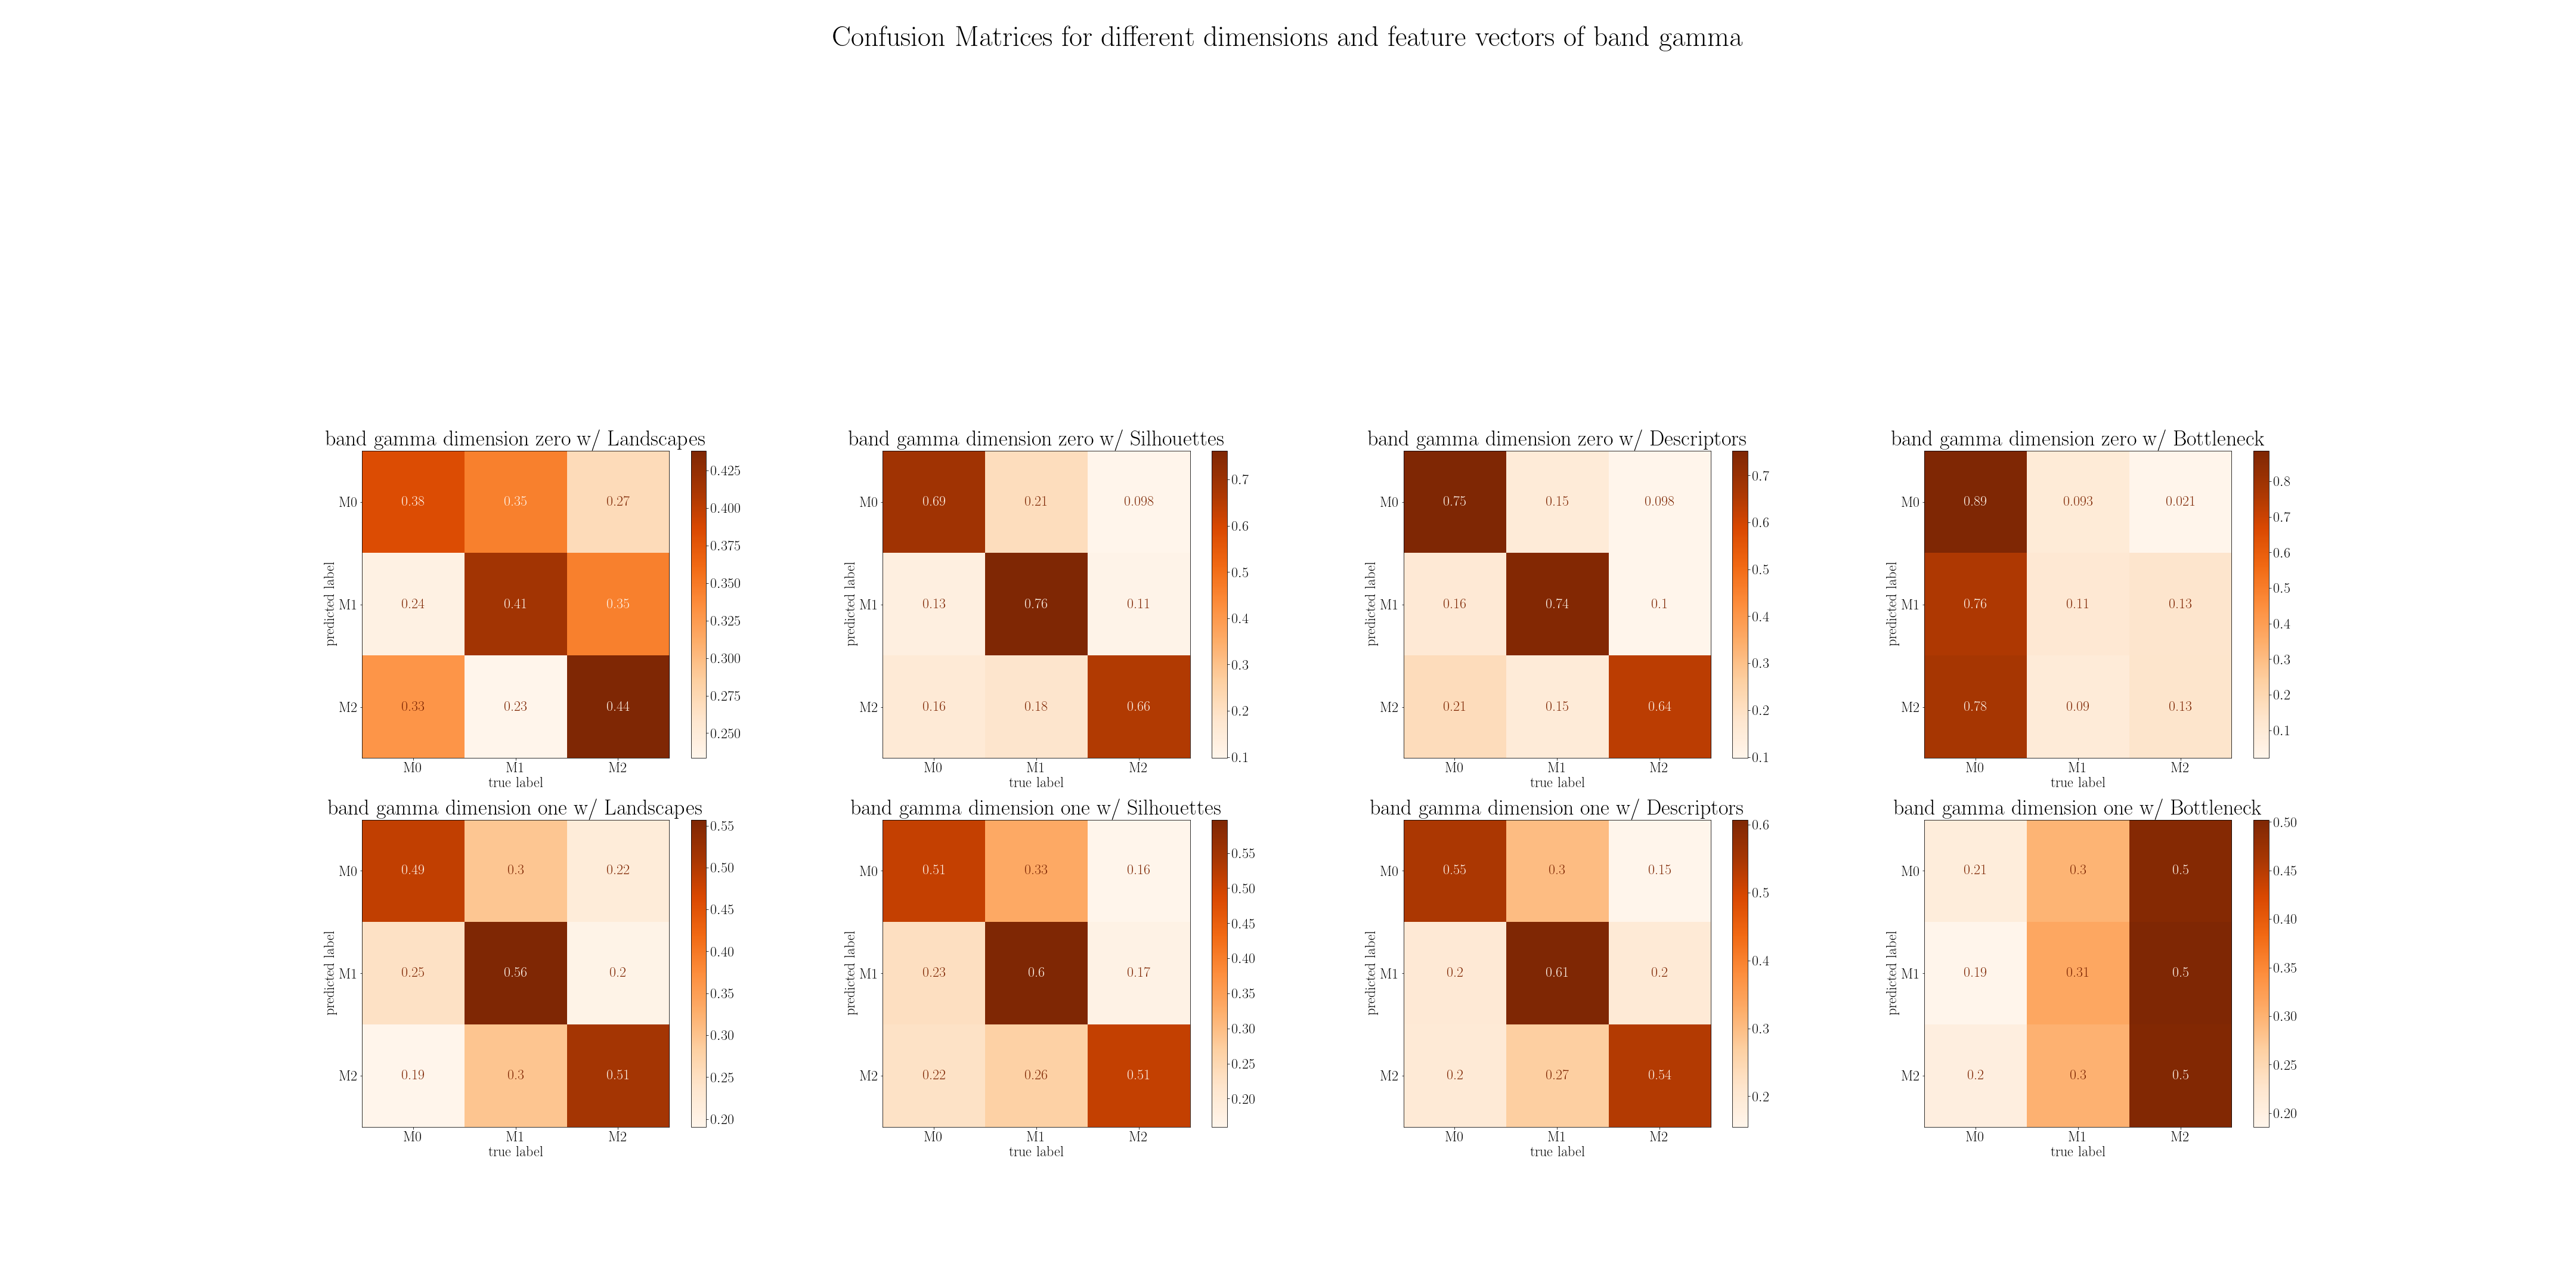 Confusion Matrices for different dimensions and feature vectors of band gamma
band gamma dimension zero w/ Landscapes
predicted label
M0
M1
M2
0.38 0.35 0.27
0.24 0.41 0.35
0.33 0.23 0.44
M0 M1 M2
true label
0.425
0.400
0.375
0.350
0.325
0.300
0.275
0.250
band gamma dimension zero w/ Silhouettes
predicted label
M0
M1
M2
0.69 0.21 0.098
0.13 0.76 0.11
0.16 0.18 0.66
M0 M1 M2
true label
0.7
0.6
0.5
0.4
0.3
0.2
0.1
band gamma dimension zero w/ Descriptors
predicted label
M0
M1
M2
0.75 0.15 0.098
0.16 0.74 0.1
0.21 0.15 0.64
M0 M1 M2
true label
0.7
0.6
0.5
0.4
0.3
0.2
0.1
band gamma dimension zero w/ Bottleneck
predicted label
M0
M1
M2
0.89 0.093 0.021
0.76 0.11 0.13
0.78 0.09 0.13
M0 M1 M2
true label
0.8
0.7
0.6
0.5
0.4
0.3
0.2
0.1
band gamma dimension one w/ Landscapes
predicted label
M0
M1
M2
0.49 0.3 0.22
0.25 0.56 0.2
0.19 0.3 0.51
M0 M1 M2
true label
0.55
0.50
0.45
0.40
0.35
0.30
0.25
0.20
band gamma dimension one w/ Silhouettes
predicted label
M0
M1
M2
0.51 0.33 0.16
0.23 0.6 0.17
0.22 0.26 0.51
M0 M1 M2
true label
0.55
0.50
0.45
0.40
0.35
0.30
0.25
0.20
band gamma dimension one w/ Descriptors
predicted label
M0
M1
M2
0.55 0.3 0.15
0.2 0.61 0.2
0.2 0.27 0.54
M0 M1 M2
true label
0.6
0.5
0.4
0.3
0.2
band gamma dimension one w/ Bottleneck
predicted label
M0
M1
M2
0.21 0.3 0.5
0.19 0.31 0.5
0.2 0.3 0.5
M0 M1 M2
true label
0.50
0.45
0.40
0.35
0.30
0.25
0.20